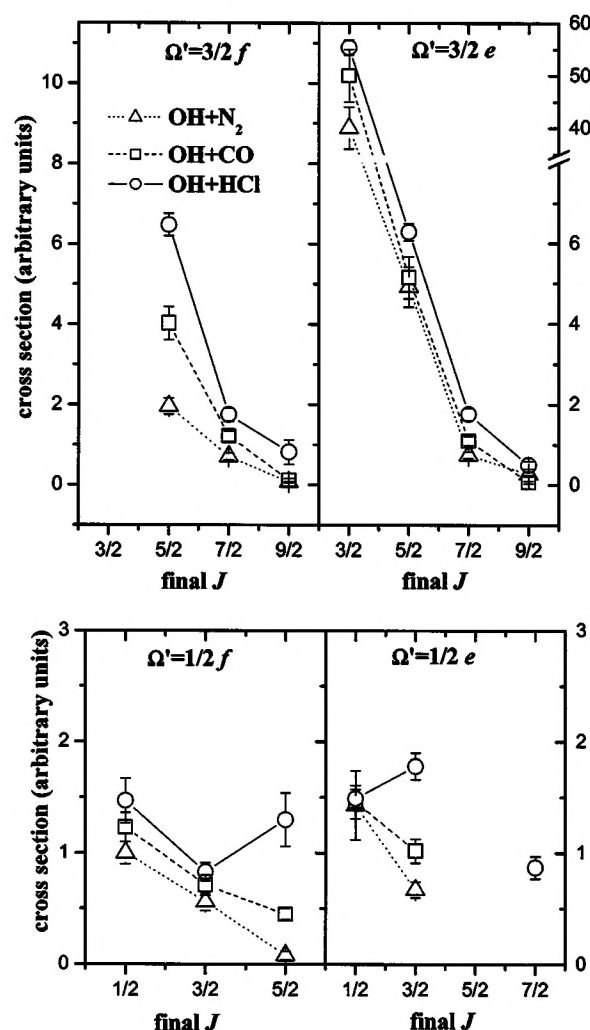 Ω'=3/2 f
Ω'=3/2 e
OH+N₂
OH+CO
OH+HCl
cross section (arbitrary units)
10
8
6
4
2
0
60
50
40
6
4
2
0
3/2 5/2 7/2 9/2
3/2 5/2 7/2 9/2
final J
final J
Ω'=1/2 f
Ω'=1/2 e
cross section (arbitrary units)
3
2
1
0
3
2
1
0
1/2 3/2 5/2
1/2 3/2 5/2 7/2
final J
final J